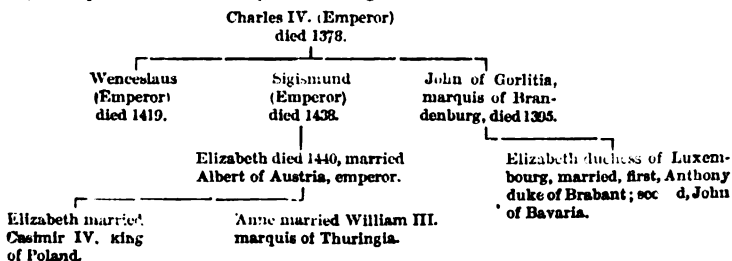 Charles IV. (Emperor)
died 1378.
Wenceslaus
(Emperor)
died 1419.
Sigismund
(Emperor)
died 1438.
John of Gorlitia,
marquis of Bran-
denburg, died 1395.
Elizabeth died 1440, married
Albert of Austria, emperor.
Elizabeth duchess of Luxem-
bourg, married, first, Anthony
duke of Brabant; soc d, John
of Bavaria.
Elizabeth married
Casimir IV. king
of Poland.
Anne married William III.
marquis of Thuringia.